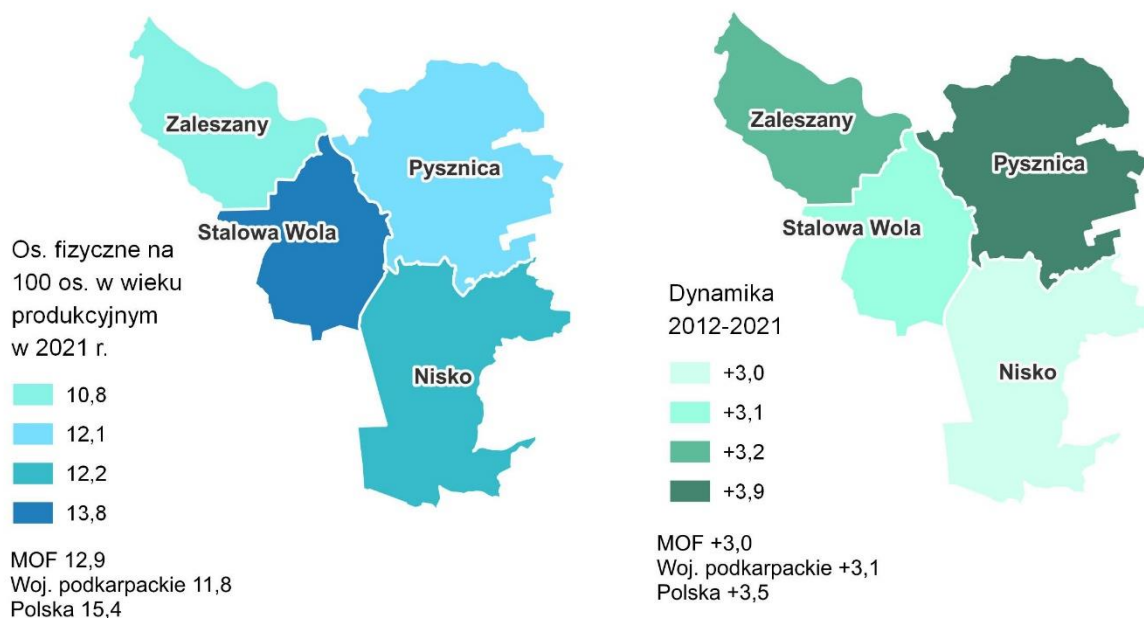 Zaleszany
Pysznica
Stalowa Wola
Nisko
Os. fizyczne na
100 os. w wieku
produkcyjnym
w 2021 r.
10,8
12,1
12,2
13,8
MOF 12,9
Woj. podkarpackie 11,8
Polska 15,4
Zaleszany
Pysznica
Stalowa Wola
Nisko
Dynamika
2012-2021
+3,0
+3,1
+3,2
+3,9
MOF +3,0
Woj. podkarpackie +3,1
Polska +3,5